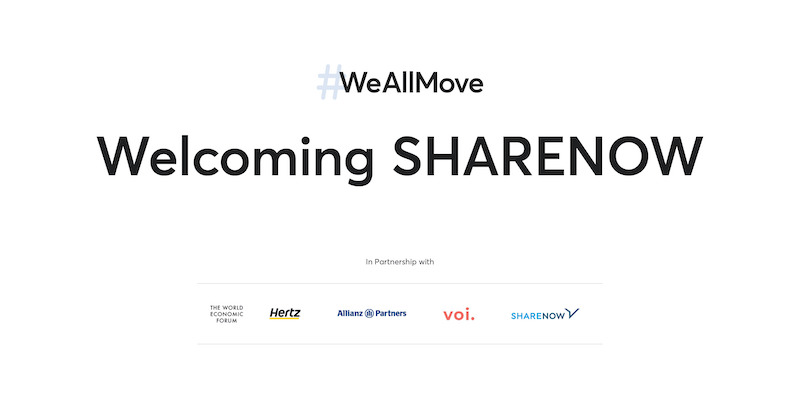 #WeAllMove
Welcoming SHARENOW
In Partnership with
THE WORLD
ECONOMIC
FORUM
Hertz
Allianz Partners
voi.
SHARENOW